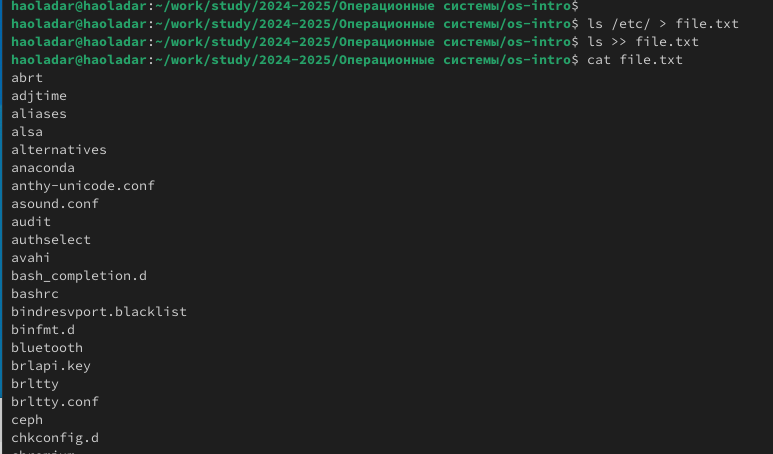 haoladar@haoladar:~/work/study/2024-2025/Операционные системы/os-intro$
haoladar@haoladar:~/work/study/2024-2025/Операционные системы/os-intro$ ls /etc/ > file.txt
haoladar@haoladar:~/work/study/2024-2025/Операционные системы/os-intro$ ls >> file.txt
haoladar@haoladar:~/work/study/2024-2025/Операционные системы/os-intro$ cat file.txt
abrt
adjtime
aliases
alsa
alternatives
anaconda
anthy-unicode.conf
asound.conf
audit
authselect
avahi
bash_completion.d
bashrc
bindresvport.blacklist
binfmt.d
bluetooth
brlapi.key
brltty
brltty.conf
ceph
chkconfig.d